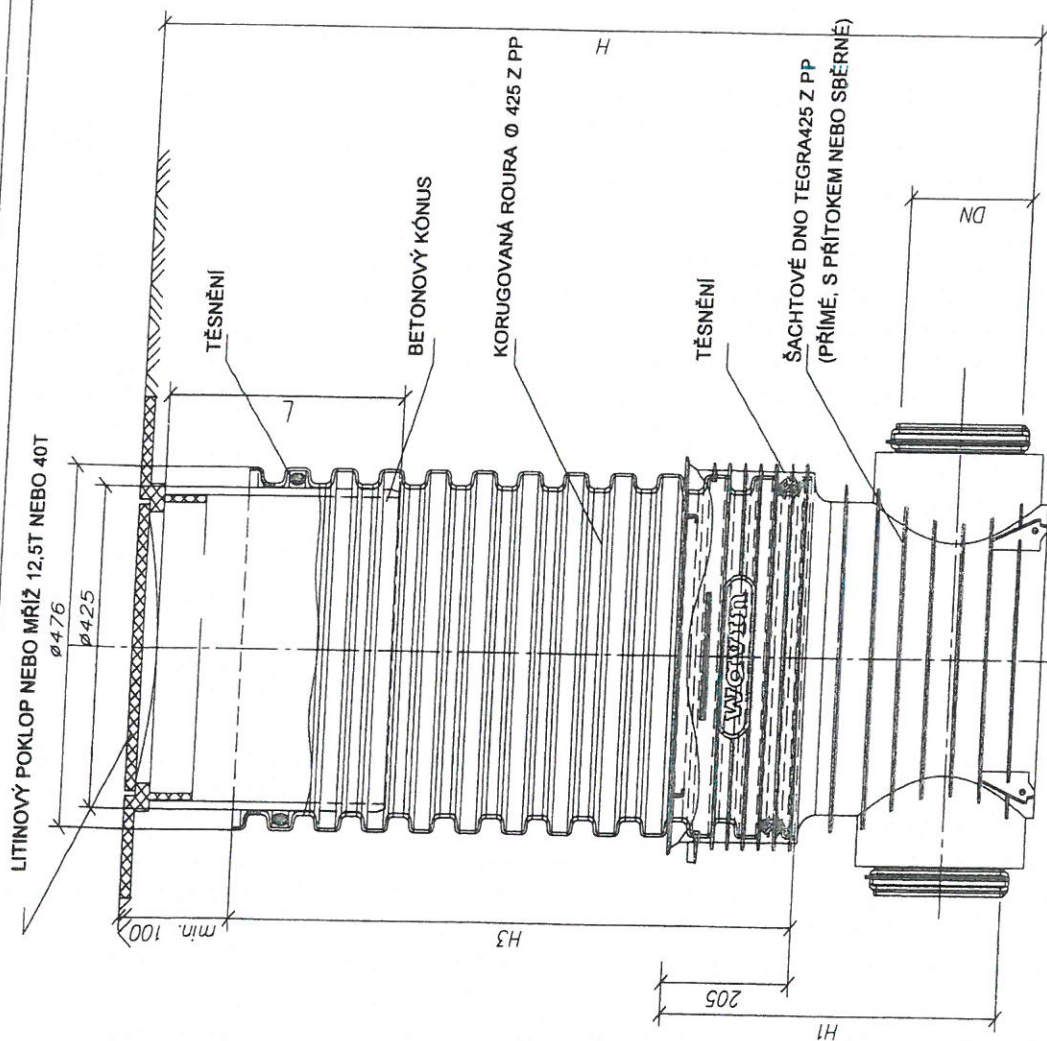 LITINOVÝ POKLOP NEBO MŘÍŽ 12,5T NEBO 40T
ø476
ø425
TĚSNĚNÍ
BETONOVÝ KÓNUS
KORUGOVANÁ ROURA Ø 425 Z PP
TĚSNĚNÍ
ŠACHTOVÉ DNO TEGRA425 Z PP
(PŘÍMÉ, S PŘÍTOKEM NEBO SBĚRNÉ)
H
L
DN
min. 100
H3
205
H1
wavin